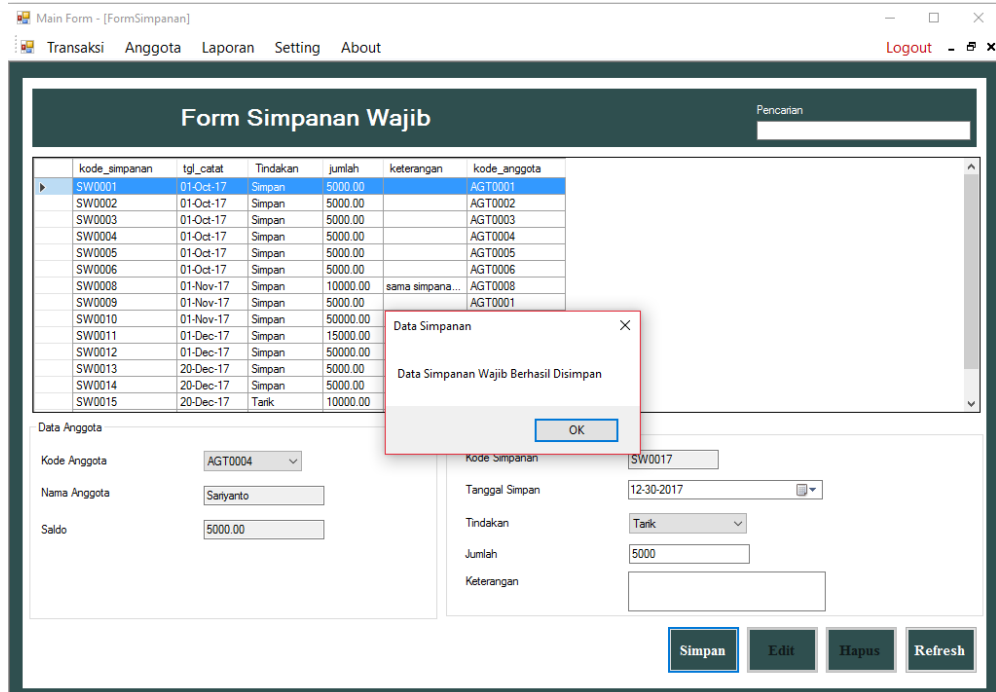 Main Form - [FormSimpanan]
Transaksi Anggota Laporan Setting About Logout
Form Simpanan Wajib
Pencarian
kode_simpanan tgl_catat Tindakan jumlah keterangan kode_anggota
SW0001 01-Oct-17 Simpan 5000.00 AGT0001
SW0002 01-Oct-17 Simpan 5000.00 AGT0002
SW0003 01-Oct-17 Simpan 5000.00 AGT0003
SW0004 01-Oct-17 Simpan 5000.00 AGT0004
SW0005 01-Oct-17 Simpan 5000.00 AGT0005
SW0006 01-Oct-17 Simpan 5000.00 AGT0006
SW0008 01-Nov-17 Simpan 10000.00 sama simpana... AGT0008
SW0009 01-Nov-17 Simpan 5000.00 AGT0001
SW0010 01-Nov-17 Simpan 50000.00
SW0011 01-Dec-17 Simpan 15000.00
SW0012 01-Dec-17 Simpan 50000.00
SW0013 20-Dec-17 Simpan 5000.00
SW0014 20-Dec-17 Simpan 5000.00
SW0015 20-Dec-17 Tarik 10000.00
Data Simpanan
Data Simpanan Wajib Berhasil Disimpan
OK
Data Anggota
Kode Anggota AGT0004
Nama Anggota Sariyanto
Saldo 5000.00
Kode Simpanan SW0017
Tanggal Simpan 12-30-2017
Tindakan Tarik
Jumlah 5000
Keterangan
Simpan Edit Hapus Refresh